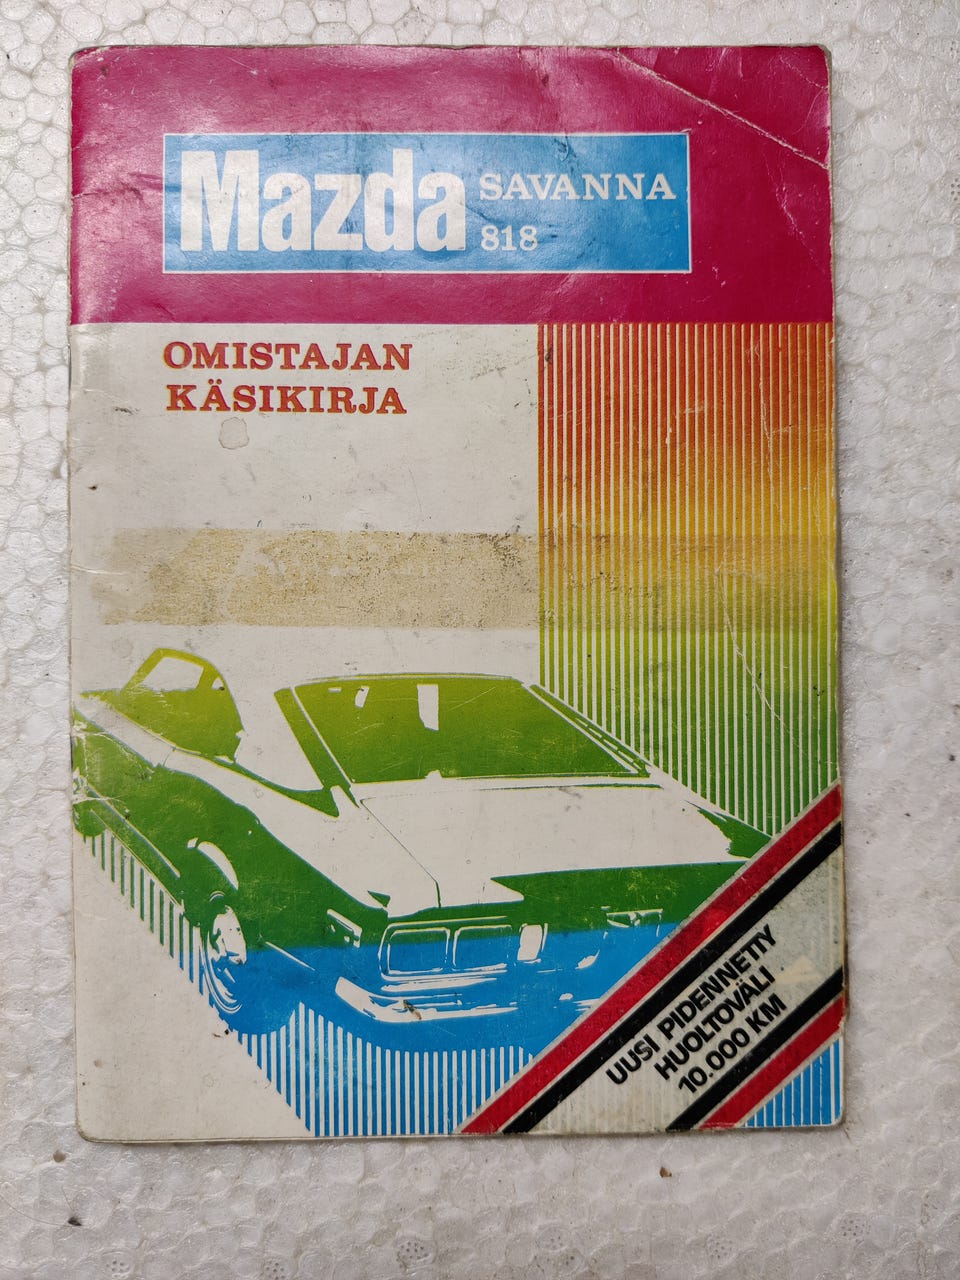 Mazda SAVANNA
818
OMISTAJAN
KÄSIKIRJA
UUSI PIDENNETTY
HUOLTOVÄLI
10.000 KM